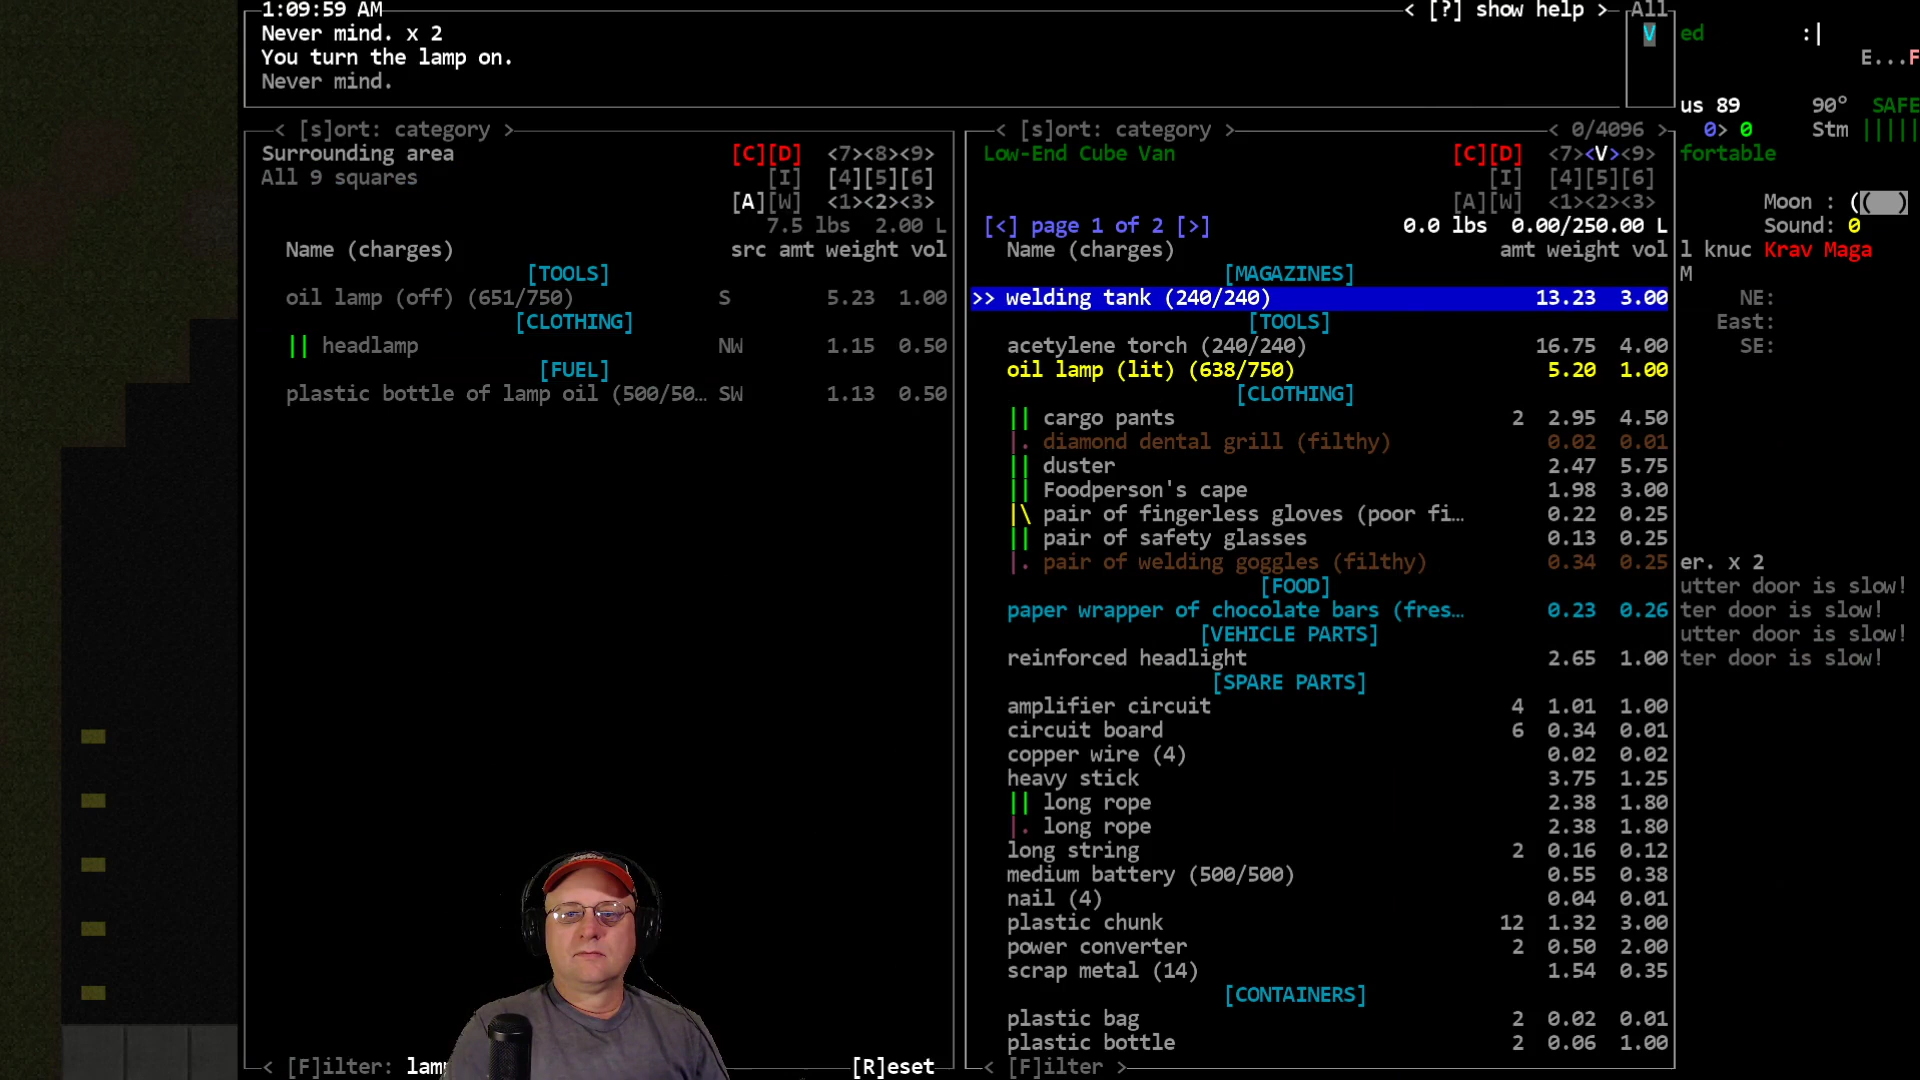 1:09:59 AM
Never mind. x 2
You turn the lamp on.
Never mind.
< [?] show help >
All
V
ed :|
E...F
us 89 90° SAFE
0> 0 Stm |||||
fortable
Moon : (( )
Sound: 0
l knuc Krav Maga
M
NE:
East:
SE:
er. x 2
utter door is slow!
ter door is slow!
utter door is slow!
ter door is slow!
< [s]ort: category >
Surrounding area [C][D] <7><8><9>
All 9 squares [I] [4][5][6]
[A][W] <1><2><3>
7.5 lbs 2.00 L
Name (charges) src amt weight vol
[TOOLS]
oil lamp (off) (651/750) S 5.23 1.00
[CLOTHING]
|| headlamp NW 1.15 0.50
[FUEL]
plastic bottle of lamp oil (500/50… SW 1.13 0.50
< [F]ilter: lam [R]eset
< [s]ort: category > < 0/4096 >
Low-End Cube Van [C][D] <7><V><9>
[I] [4][5][6]
[A][W] <1><2><3>
[<] page 1 of 2 [>] 0.0 lbs 0.00/250.00 L
Name (charges) amt weight vol
[MAGAZINES]
>> welding tank (240/240) 13.23 3.00
[TOOLS]
acetylene torch (240/240) 16.75 4.00
oil lamp (lit) (638/750) 5.20 1.00
[CLOTHING]
|| cargo pants 2 2.95 4.50
|. diamond dental grill (filthy) 0.02 0.01
|| duster 2.47 5.75
|| Foodperson's cape 1.98 3.00
|\ pair of fingerless gloves (poor fi… 0.22 0.25
|| pair of safety glasses 0.13 0.25
|. pair of welding goggles (filthy) 0.34 0.25
[FOOD]
paper wrapper of chocolate bars (fres… 0.23 0.26
[VEHICLE PARTS]
reinforced headlight 2.65 1.00
[SPARE PARTS]
amplifier circuit 4 1.01 1.00
circuit board 6 0.34 0.01
copper wire (4) 0.02 0.02
heavy stick 3.75 1.25
|| long rope 2.38 1.80
|. long rope 2.38 1.80
long string 2 0.16 0.12
medium battery (500/500) 0.55 0.38
nail (4) 0.04 0.01
plastic chunk 12 1.32 3.00
power converter 2 0.50 2.00
scrap metal (14) 1.54 0.35
[CONTAINERS]
plastic bag 2 0.02 0.01
plastic bottle 2 0.06 1.00
< [F]ilter >